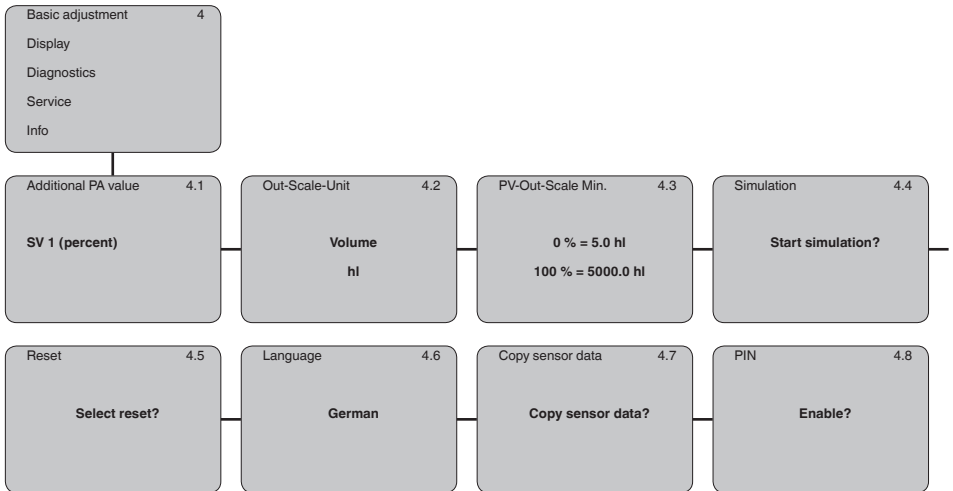 Basic adjustment 4
Display
Diagnostics
Service
Info
Additional PA value 4.1
SV 1 (percent)
Out-Scale-Unit 4.2
Volume
hl
PV-Out-Scale Min. 4.3
0 % = 5.0 hl
100 % = 5000.0 hl
Simulation 4.4
Start simulation?
Reset 4.5
Select reset?
Language 4.6
German
Copy sensor data 4.7
Copy sensor data?
PIN 4.8
Enable?